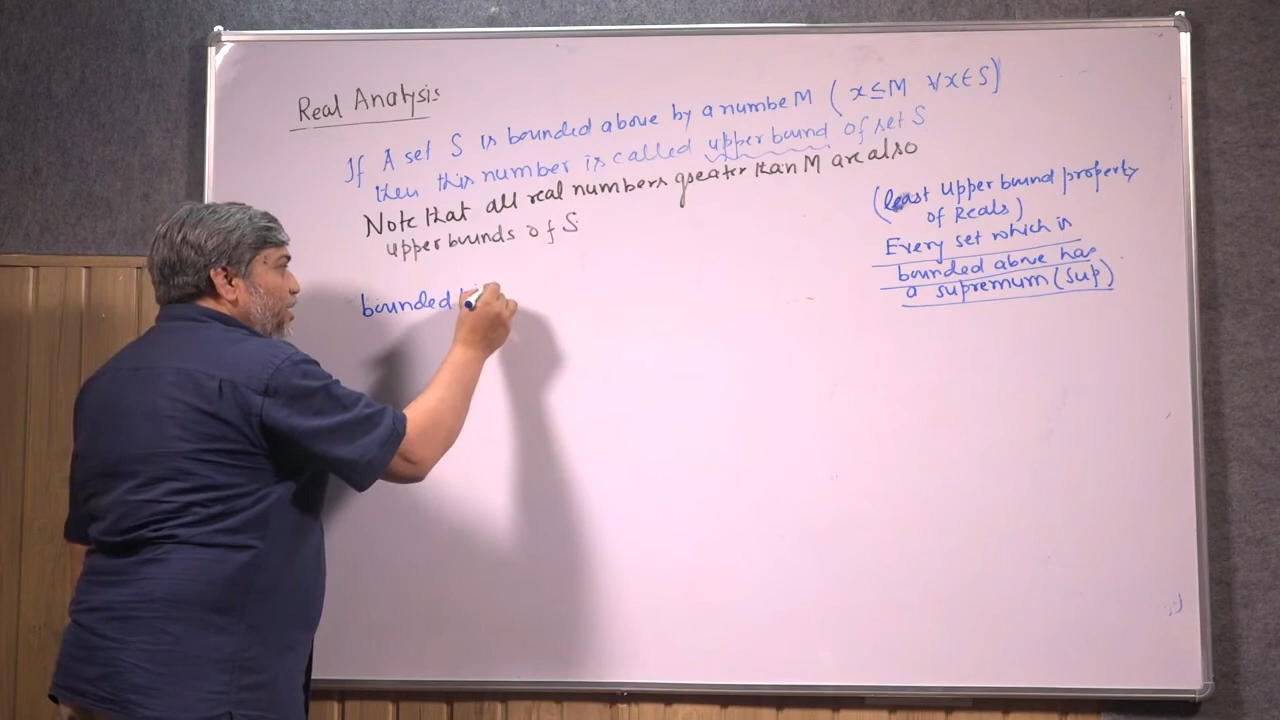 Real Analysis
If A set S is bounded above by a numbe M ( x ≤ M ∀x ∈ S)
then this number is called upper bound of set S
Note that all real numbers greater than M are also
upper bounds of S
bounded
(least upper bound property
of Reals)
Every set which is
bounded above has
a supremum (sup)